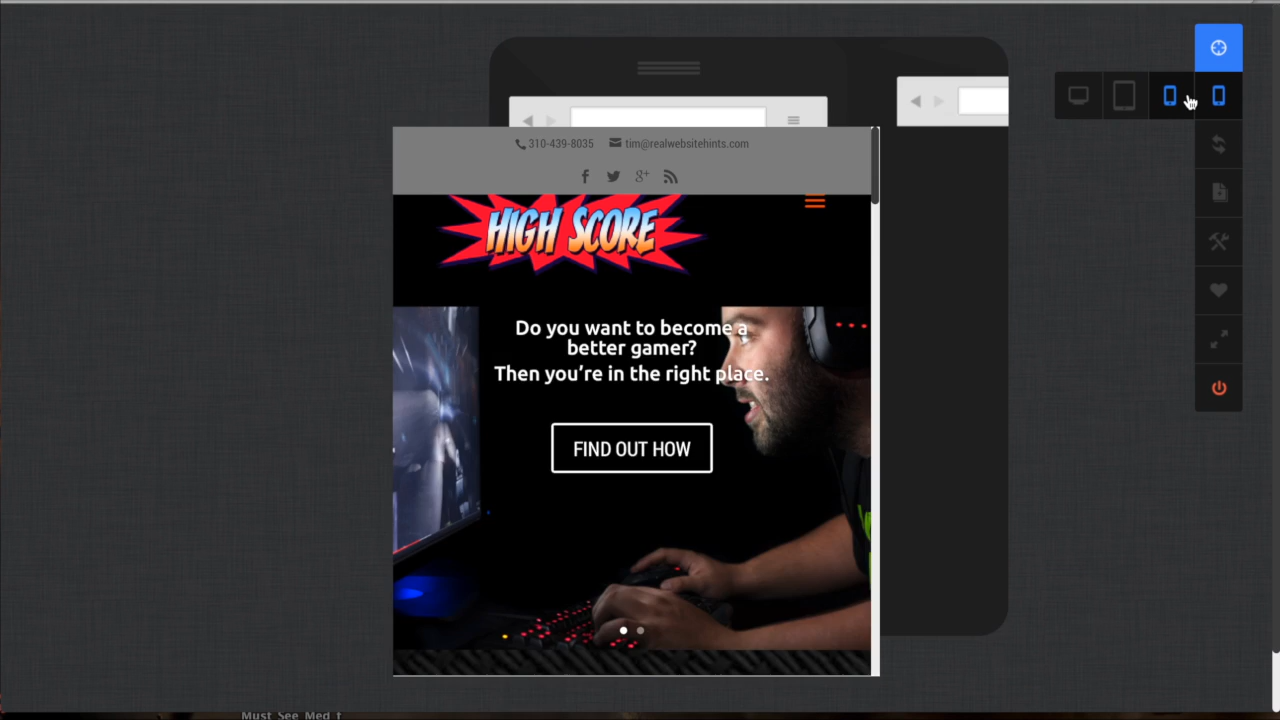 310-439-8035 tim@realwebsitehints.com
g+
HIGH SCORE
Do you want to become a
better gamer?
Then you're in the right place.
FIND OUT HOW
Must See Med